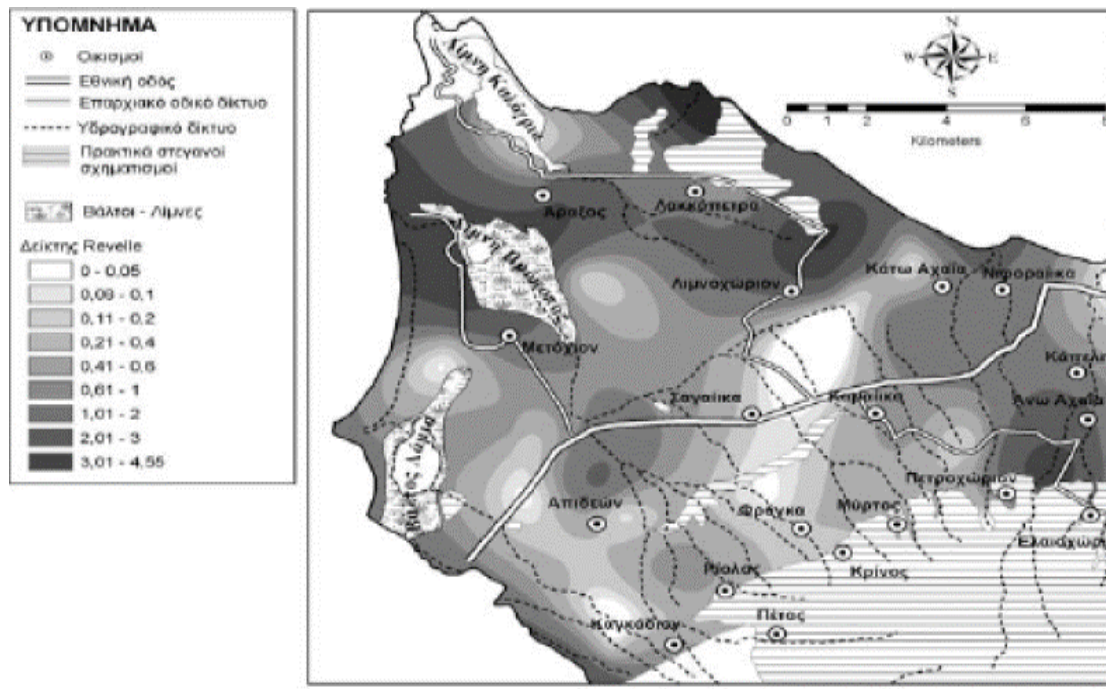 ΥΠΟΜΝΗΜΑ
Οικισμοί
Εθνική οδός
Επαρχιακό οδικό δίκτυο
Υδρογραφικό δίκτυο
Πρακτικά στεγανοί
σχηματισμοί
Βάλτοι - Λίμνες
Δείκτης Revelle
0 - 0,05
0,06 - 0,1
0,11 - 0,2
0,21 - 0,4
0,41 - 0,6
0,61 - 1
1,01 - 2
2,01 - 3
3,01 - 4,55
N
W E
S
0 1 2 4 6 8
Kilometers
Λίμνη Καλόγρια
Άραξος
Λακκόπετρα
Λίμνη Πρόκοπος
Λιμνοχώριον
Κάτω Αχαΐα
Νιφοραίικα
Μετόχιον
Κάππελη
Σαγαίικα
Καραίικα
Άνω Αχαΐα
Βάλτος Λάμια
Απιδεών
Πετροχώριον
Φράγκα
Μύρτος
Ελαιοχώρι
Κρίνος
Ριόλος
Καγκάδιον
Πέτας